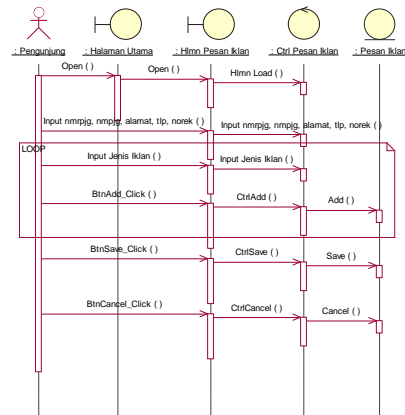 : Pengunjung
: Halaman Utama
: Hlmn Pesan Iklan
: Ctrl Pesan Iklan
: Pesan Iklan
Open ( )
Open ( )
Hlmn Load ( )
Input nmrpjg, nmpjg, alamat, tlp, norek ( )
Input nmrpjg, nmpjg, alamat, tlp, norek ( )
LOOP
Input Jenis Iklan ( )
Input Jenis Iklan ( )
BtnAdd_Click ( )
CtrlAdd ( )
Add ( )
BtnSave_Click ( )
CtrlSave ( )
Save ( )
BtnCancel_Click ( )
CtrlCancel ( )
Cancel ( )